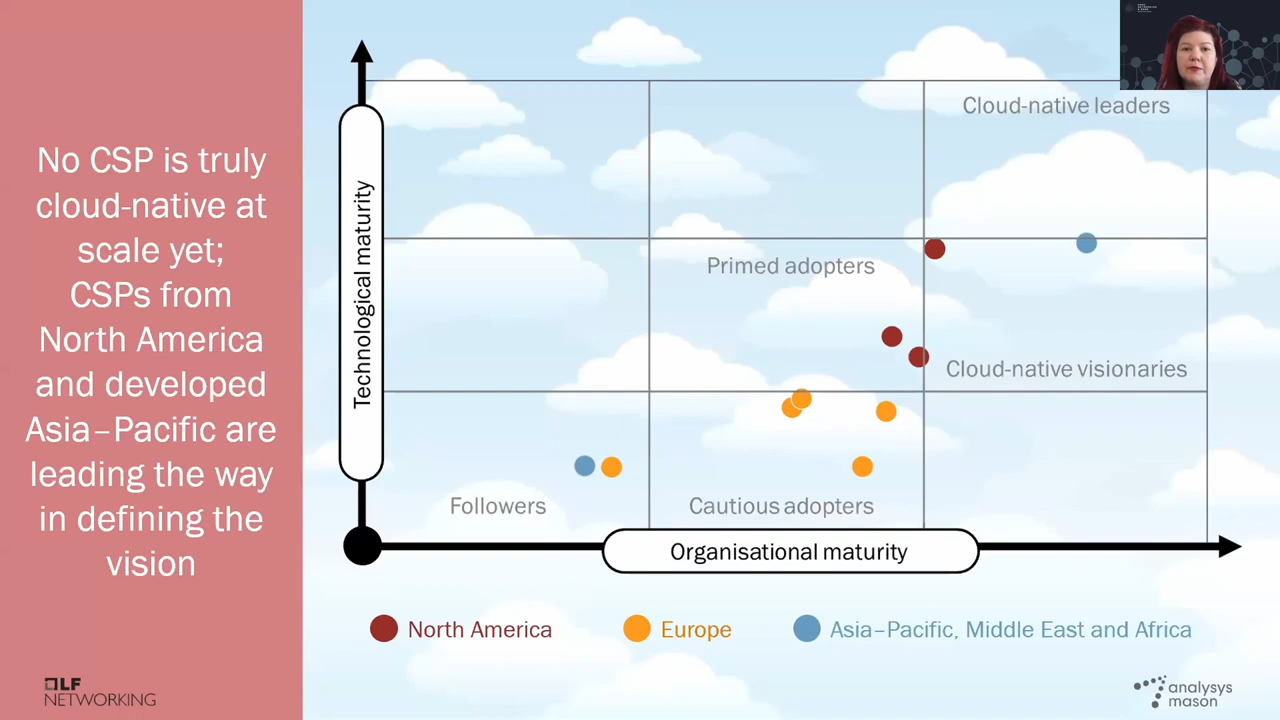 No CSP is truly
cloud-native at
scale yet;
CSPs from
North America
and developed
Asia–Pacific are
leading the way
in defining the
vision
Cloud-native leaders
Technological maturity
Primed adopters
Cloud-native visionaries
Followers
Cautious adopters
Organisational maturity
North America
Europe
Asia–Pacific, Middle East and Africa
LF
NETWORKING
analysys
mason